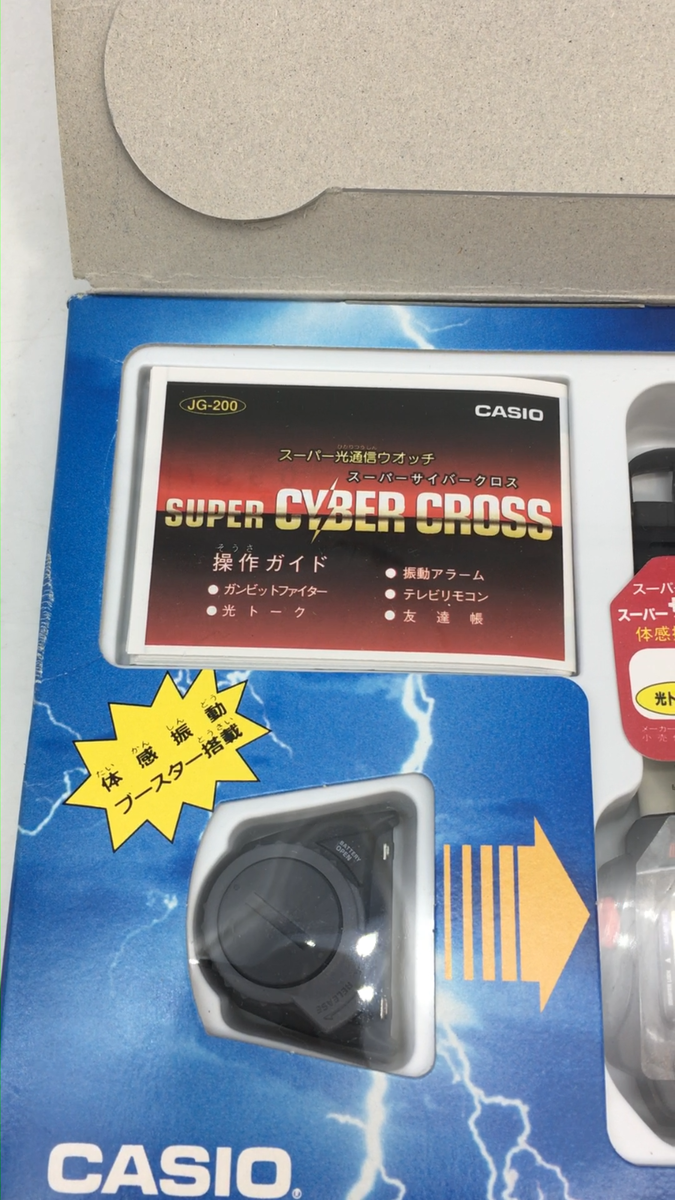 JG-200
CASIO
ひかりつうしん
スーパー光通信ウオッチ
スーパーサイバークロス
SUPER CYBER CROSS
そうさ
操作ガイド
● ガンビットファイター
● 光トーク
● 振動アラーム
● テレビリモコン
● 友達帳
スーパー
体感
光ト
たい かん しん どう
体感振動
とうさい
ブースター搭載
BATTERY
OPEN
CASIO